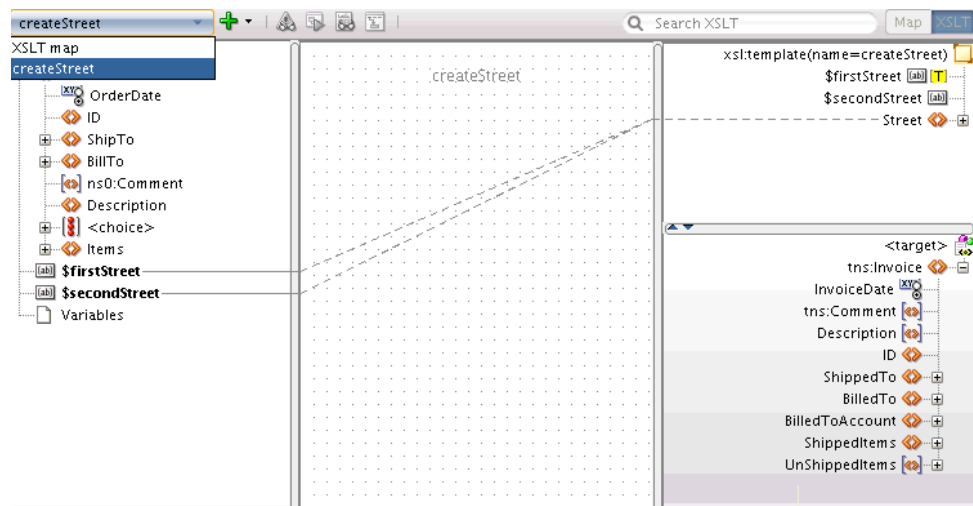 createStreet
Search XSLT
Map
XSLT
XSLT map
createStreet
OrderDate
ID
ShipTo
BillTo
ns0:Comment
Description
<choice>
Items
$firstStreet
$secondStreet
Variables
createStreet
xsl:template(name=createStreet)
$firstStreet
$secondStreet
Street
<target>
tns:Invoice
InvoiceDate
tns:Comment
Description
ID
ShippedTo
BilledTo
BilledToAccount
ShippedItems
UnShippedItems